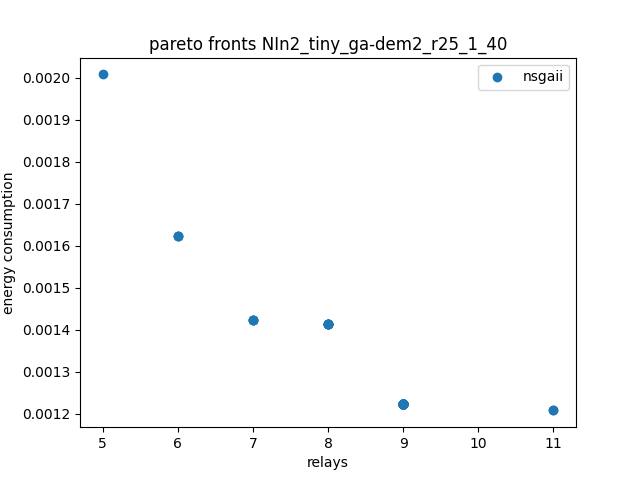 pareto fronts NIn2_tiny_ga-dem2_r25_1_40
nsgaii
0.0020
0.0019
0.0018
0.0017
0.0016
0.0015
0.0014
0.0013
0.0012
energy consumption
5 6 7 8 9 10 11
relays